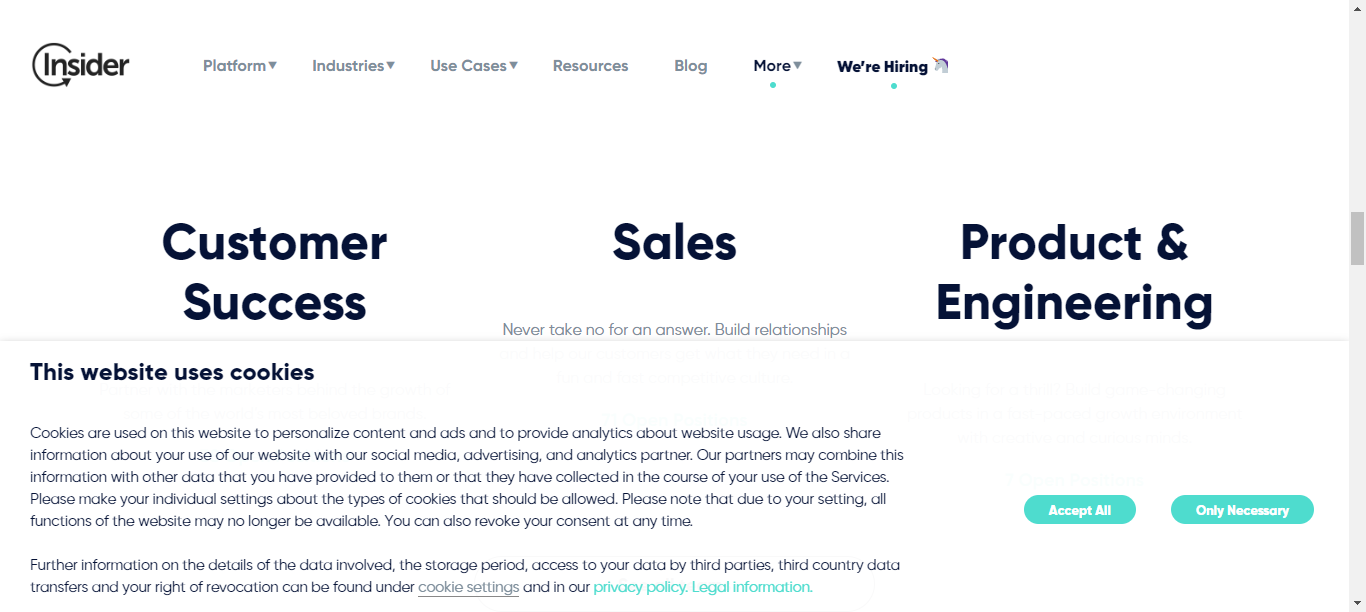 Insider
Platform▼ Industries▼ Use Cases▼ Resources Blog More▼ We’re Hiring
Customer
Success
Sales
Product &
Engineering
Never take no for an answer. Build relationships
This website uses cookies
Cookies are used on this website to personalize content and ads and to provide analytics about website usage. We also share
information about your use of our website with our social media, advertising, and analytics partner. Our partners may combine this
information with other data that you have provided to them or that they have collected in the course of your use of the Services.
Please make your individual settings about the types of cookies that should be allowed. Please note that due to your setting, all
functions of the website may no longer be available. You can also revoke your consent at any time.
Further information on the details of the data involved, the storage period, access to your data by third parties, third country data
transfers and your right of revocation can be found under cookie settings and in our privacy policy. Legal information.
Accept All
Only Necessary